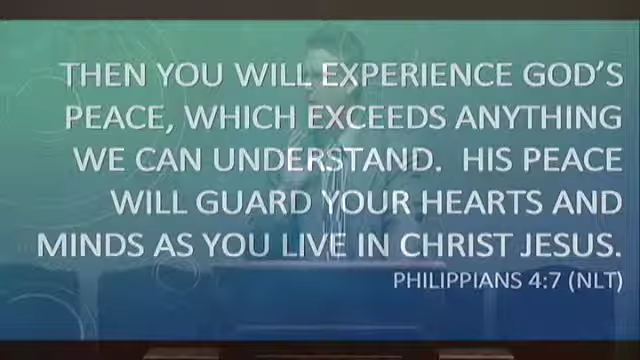 THEN YOU WILL EXPERIENCE GOD'S
PEACE, WHICH EXCEEDS ANYTHING
WE CAN UNDERSTAND. HIS PEACE
WILL GUARD YOUR HEARTS AND
MINDS AS YOU LIVE IN CHRIST JESUS.
PHILIPPIANS 4:7 (NLT)